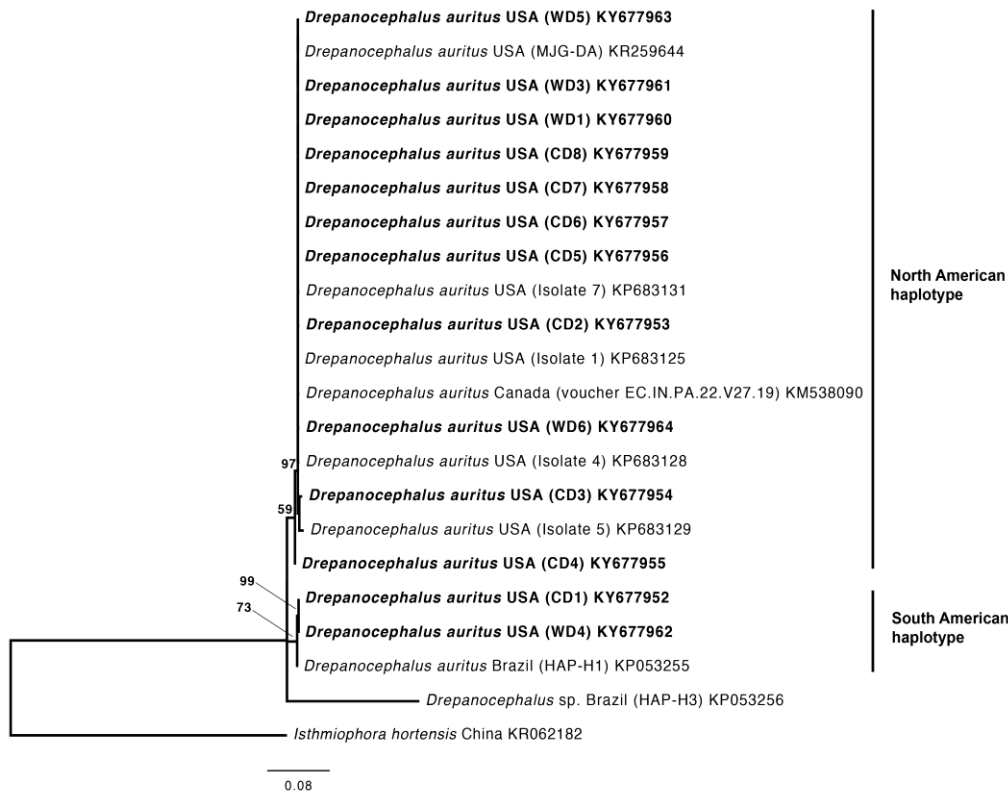 Drepanocephalus auritus USA (WD5) KY677963
Drepanocephalus auritus USA (MJG-DA) KR259644
Drepanocephalus auritus USA (WD3) KY677961
Drepanocephalus auritus USA (WD1) KY677960
Drepanocephalus auritus USA (CD8) KY677959
Drepanocephalus auritus USA (CD7) KY677958
Drepanocephalus auritus USA (CD6) KY677957
Drepanocephalus auritus USA (CD5) KY677956
Drepanocephalus auritus USA (Isolate 7) KP683131
Drepanocephalus auritus USA (CD2) KY677953
Drepanocephalus auritus USA (Isolate 1) KP683125
Drepanocephalus auritus Canada (voucher EC.IN.PA.22.V27.19) KM538090
Drepanocephalus auritus USA (WD6) KY677964
Drepanocephalus auritus USA (Isolate 4) KP683128
Drepanocephalus auritus USA (CD3) KY677954
Drepanocephalus auritus USA (Isolate 5) KP683129
Drepanocephalus auritus USA (CD4) KY677955
Drepanocephalus auritus USA (CD1) KY677952
Drepanocephalus auritus USA (WD4) KY677962
Drepanocephalus auritus Brazil (HAP-H1) KP053255
Drepanocephalus sp. Brazil (HAP-H3) KP053256
Isthmiophora hortensis China KR062182
97
59
99
73
North American
haplotype
South American
haplotype
0.08